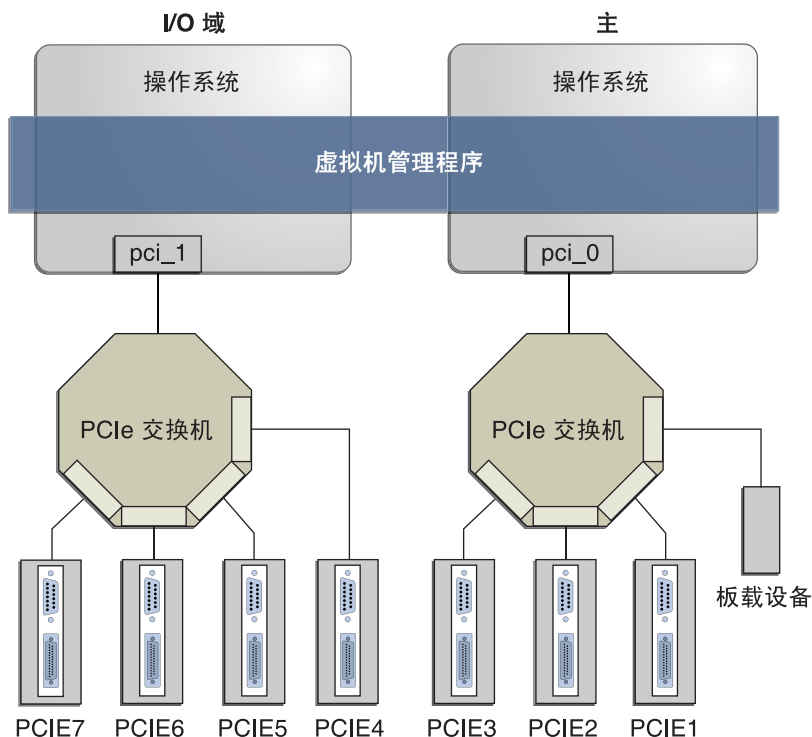 I/O 域
主
操作系统
操作系统
虚拟机管理程序
pci_1
pci_0
PCIe 交换机
PCIe 交换机
板载设备
PCIE7
PCIE6
PCIE5
PCIE4
PCIE3
PCIE2
PCIE1